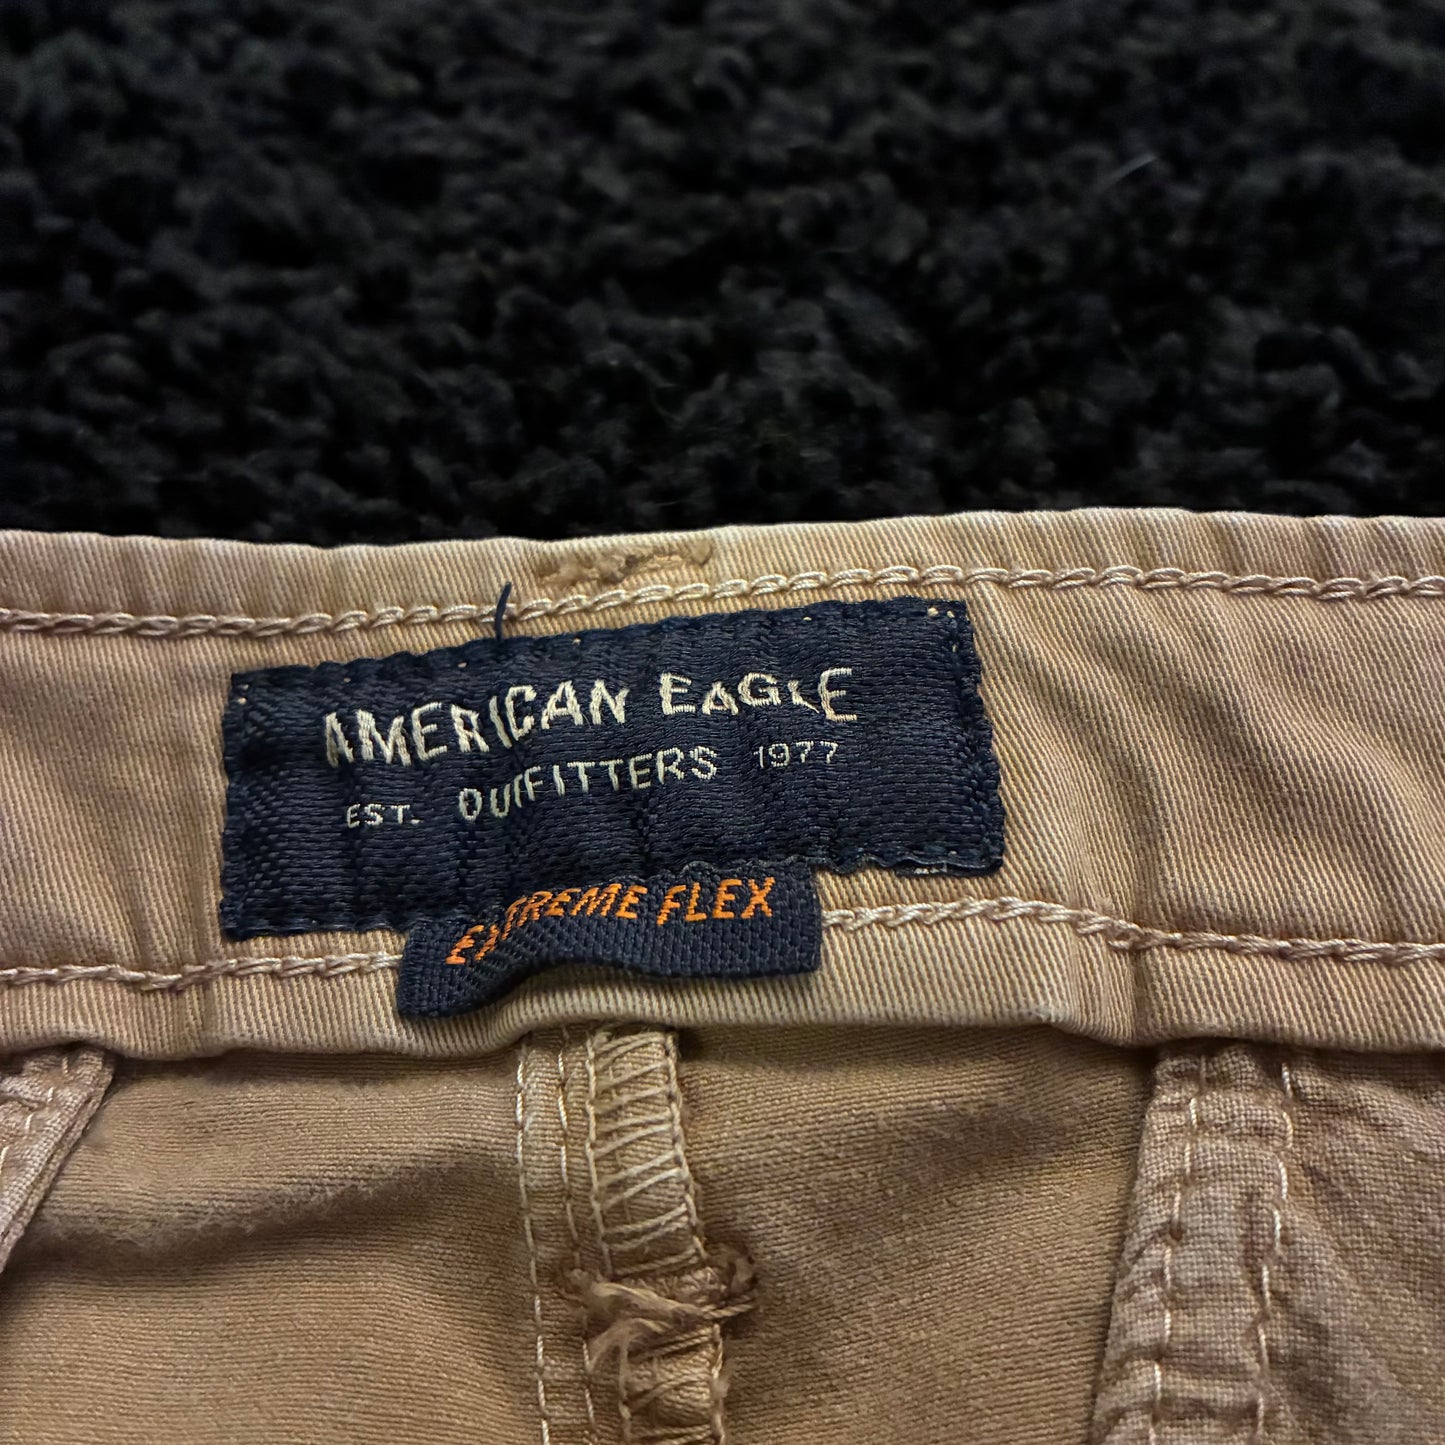 AMERICAN EAGLE
EST. OUTFITTERS 1977
EXTREME FLEX